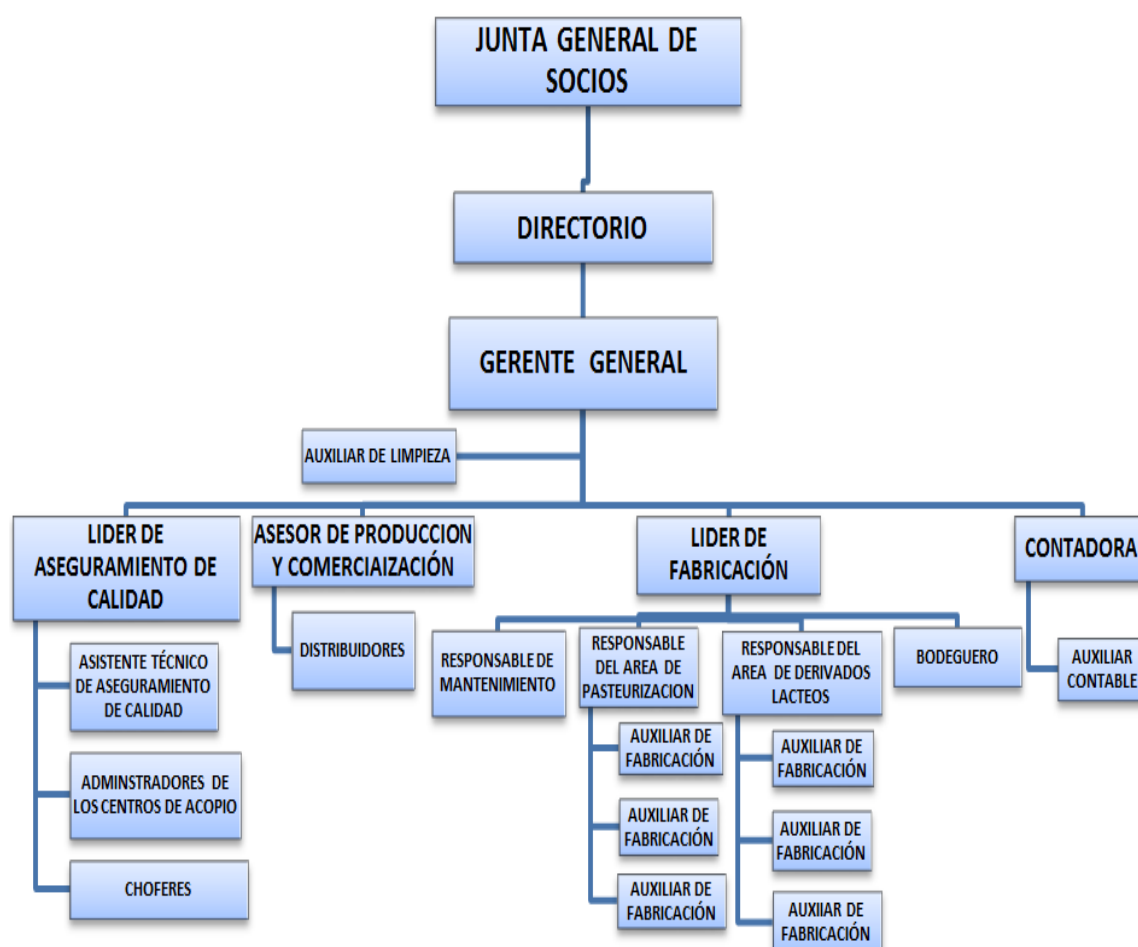 JUNTA GENERAL DE
SOCIOS
DIRECTORIO
GERENTE GENERAL
AUXILIAR DE LIMPIEZA
LIDER DE
ASEGURAMIENTO DE
CALIDAD
ASESOR DE PRODUCCION
Y COMERCIAIZACIÓN
LIDER DE
FABRICACIÓN
CONTADORA
ASISTENTE TÉCNICO
DE ASEGURAMIENTO
DE CALIDAD
ADMINSTRADORES DE
LOS CENTROS DE ACOPIO
CHOFERES
DISTRIBUIDORES
RESPONSABLE DE
MANTENIMIENTO
RESPONSABLE
DEL AREA DE
PASTEURIZACION
AUXILIAR DE
FABRICACIÓN
AUXILIAR DE
FABRICACIÓN
AUXILIAR DE
FABRICACIÓN
RESPONSABLE DEL
AREA DE DERIVADOS
LACTEOS
AUXILIAR DE
FABRICACIÓN
AUXILIAR DE
FABRICACIÓN
AUXIIAR DE
FABRICACIÓN
BODEGUERO
AUXILIAR
CONTABLE